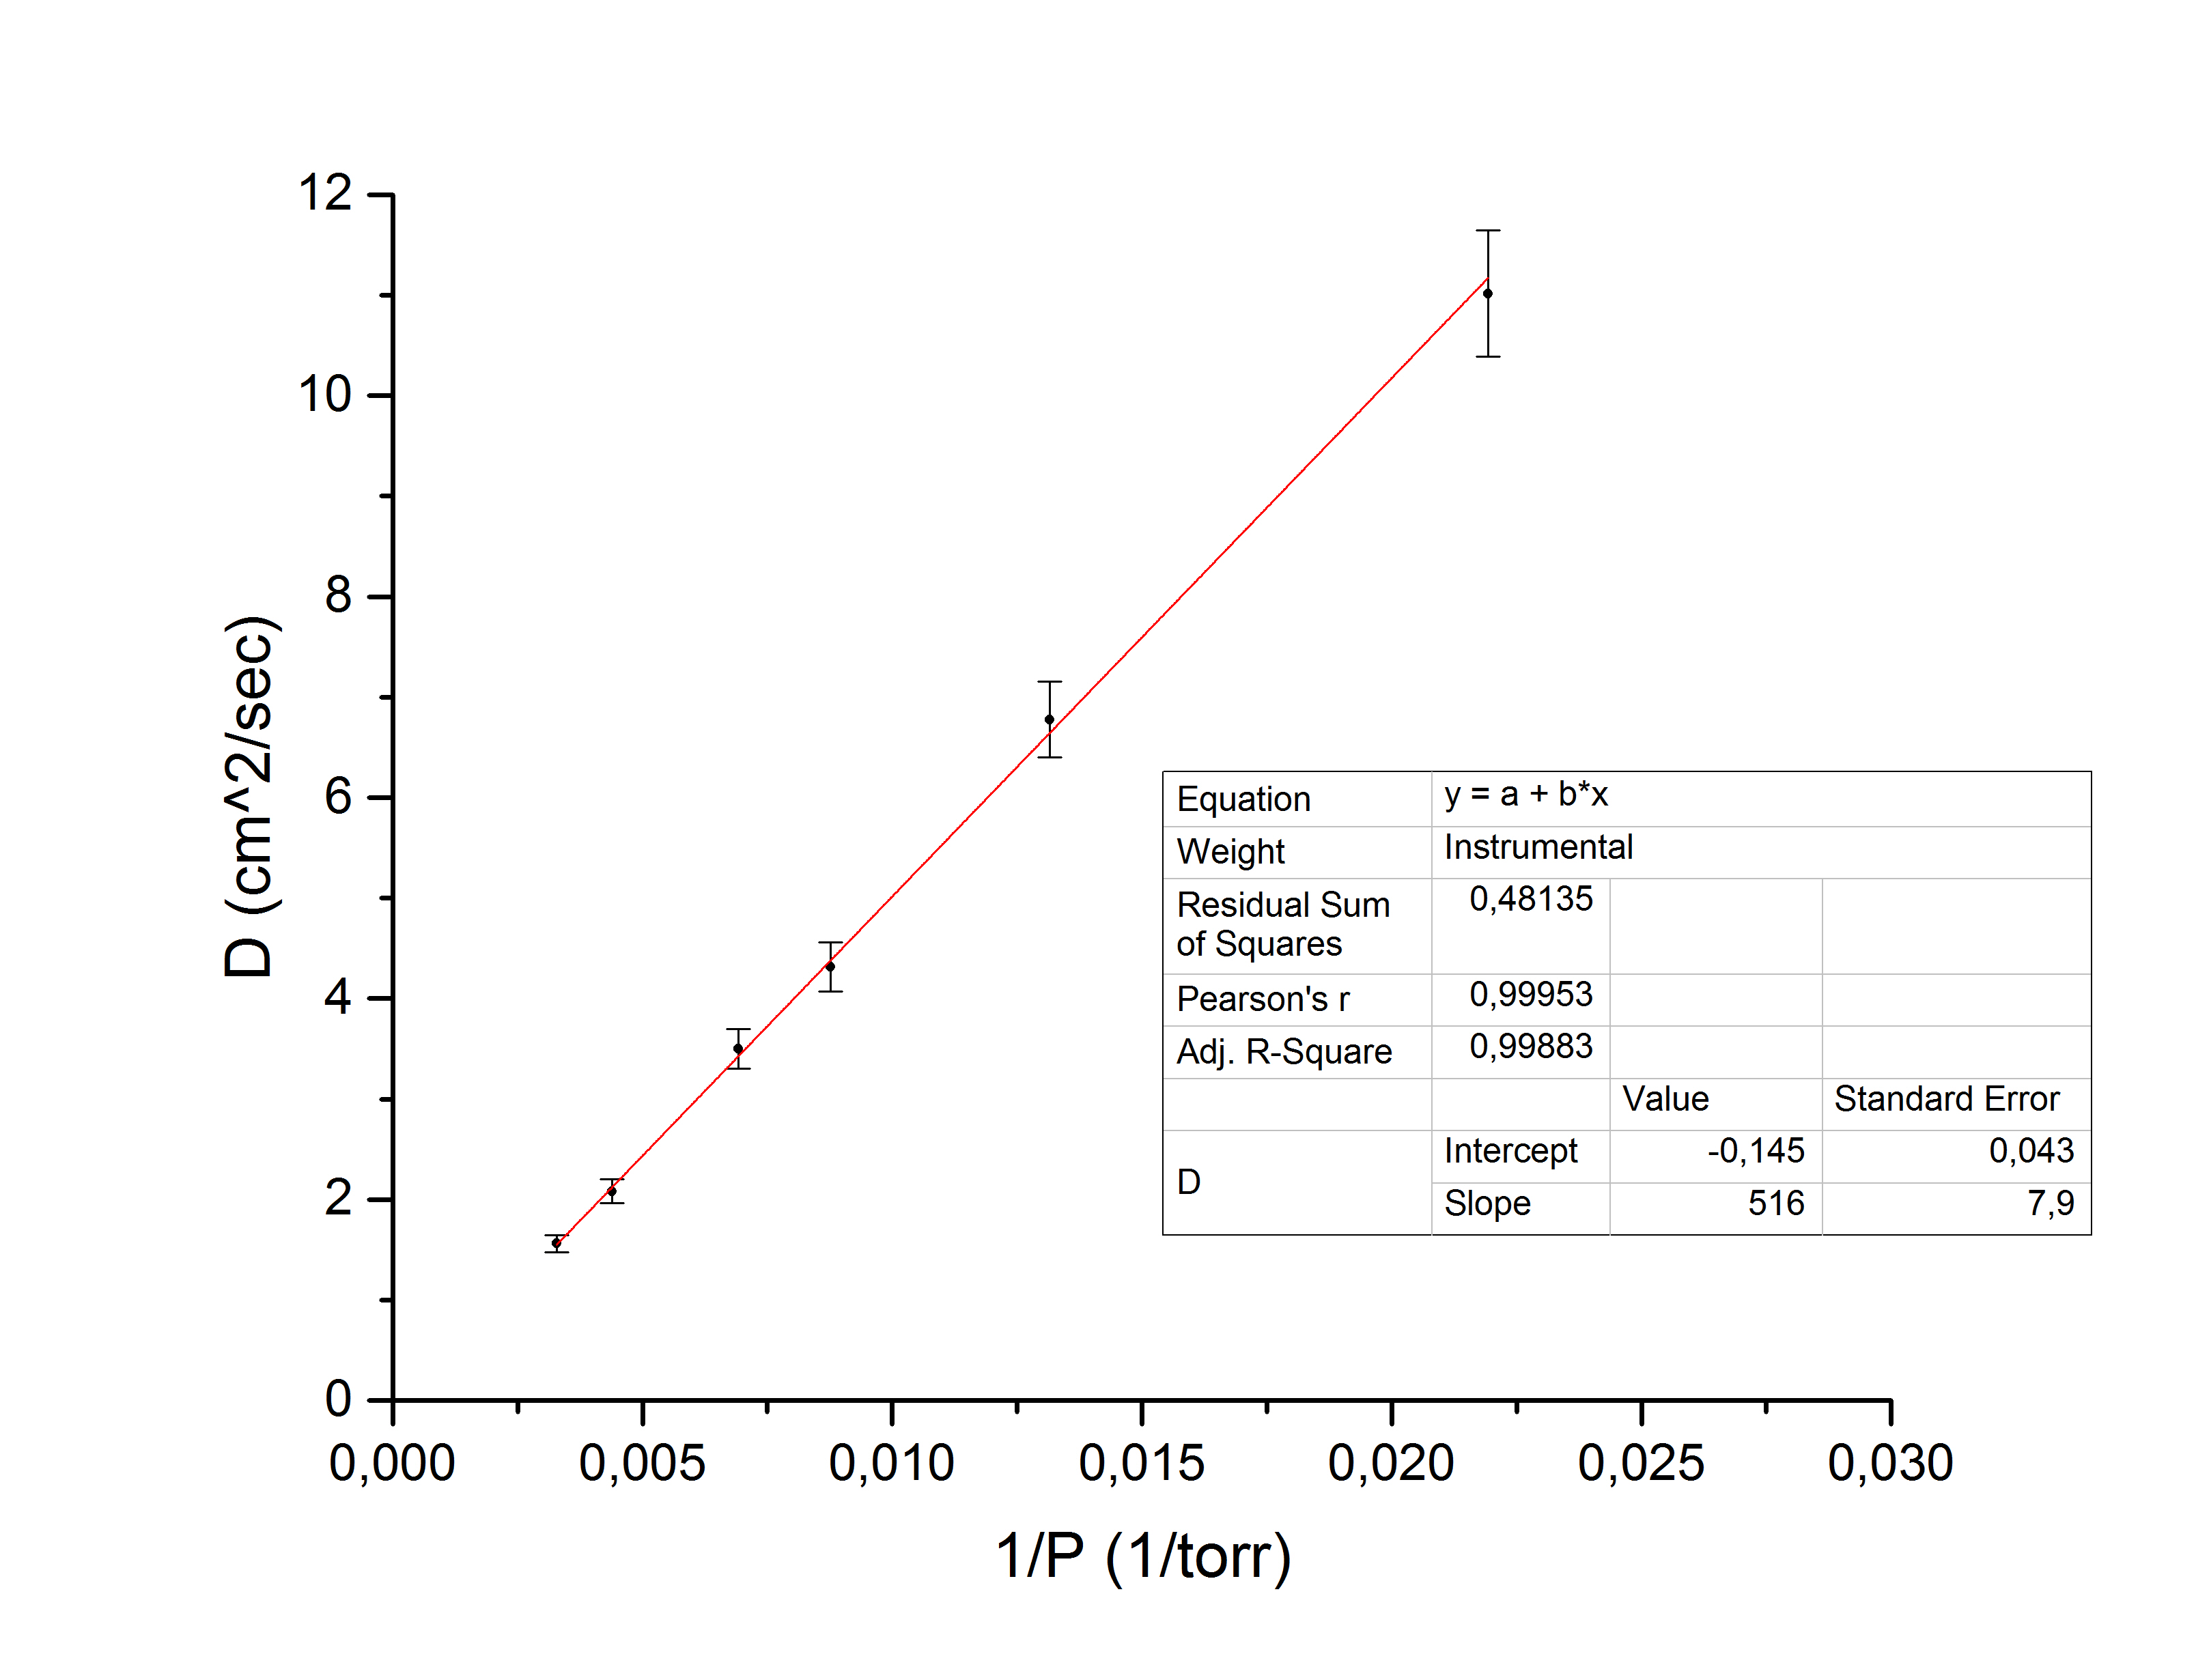 12
10
8
6
4
2
0
D (cm^2/sec)
0,000 0,005 0,010 0,015 0,020 0,025 0,030
1/P (1/torr)
Equation y = a + b*x
Weight Instrumental
Residual Sum 0,48135
of Squares
Pearson's r 0,99953
Adj. R-Square 0,99883
Value Standard Error
D
Intercept -0,145 0,043
Slope 516 7,9